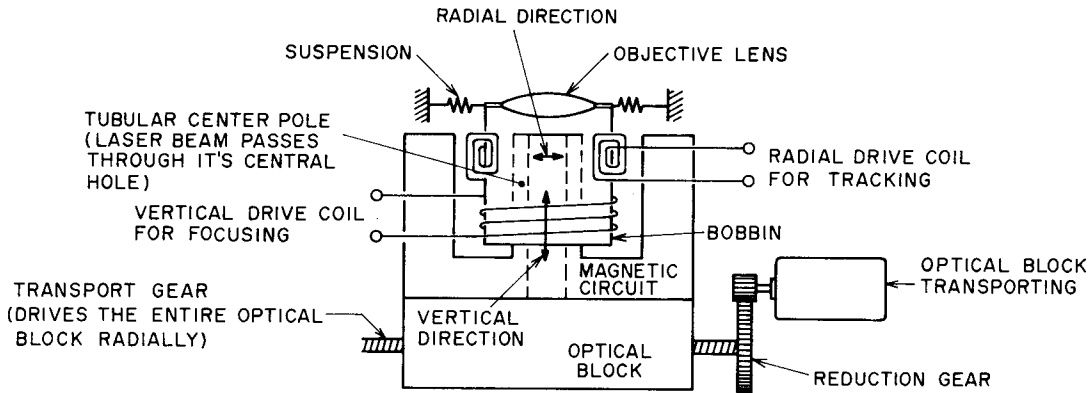 RADIAL DIRECTION
SUSPENSION
OBJECTIVE LENS
TUBULAR CENTER POLE
(LASER BEAM PASSES
THROUGH IT'S CENTRAL
HOLE)
RADIAL DRIVE COIL
FOR TRACKING
VERTICAL DRIVE COIL
FOR FOCUSING
BOBBIN
MAGNETIC
CIRCUIT
OPTICAL BLOCK
TRANSPORTING
TRANSPORT GEAR
(DRIVES THE ENTIRE OPTICAL
BLOCK RADIALLY)
VERTICAL
DIRECTION
OPTICAL
BLOCK
REDUCTION GEAR